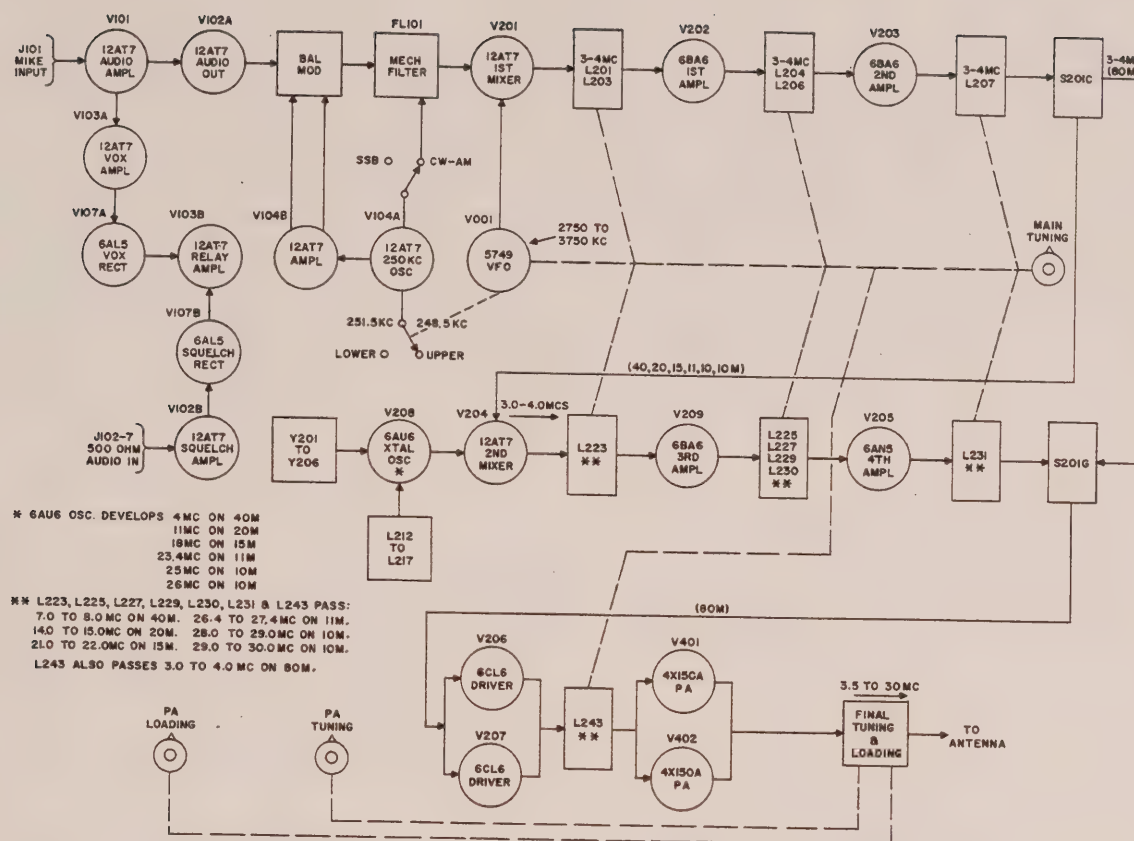 V101
V102A
FL101
V201
V202
V203
J101
MIKE
INPUT
12AT7
AUDIO
AMPL
12AT7
AUDIO
OUT
BAL
MOD
MECH
FILTER
12AT7
1ST
MIXER
3-4MC
L201
L203
6BA6
1ST
AMPL
3-4MC
L204
L206
6BA6
2ND
AMPL
3-4MC
L207
S201C
3-4M
(80M
V103A
12AT7
VOX
AMPL
SSB
CW-AM
V107A
V103B
V104B
V104A
V001
2750 TO
3750 KC
MAIN
TUNING
6AL5
VOX
RECT
12AT7
RELAY
AMPL
12AT7
AMPL
12AT7
250KC
OSC
5749
VFO
V107B
251.5KC
248.5KC
6AL5
SQUELCH
RECT
LOWER
UPPER
(40,20,15,11,10,10M)
V102B
3.0-4.0MCS
V208
V204
V209
V205
J102-7
500 OHM
AUDIO IN
12AT7
SQUELCH
AMPL
Y201
TO
Y206
6AU6
XTAL
OSC
*
12AT7
2ND
MIXER
L223
**
6BA6
3RD
AMPL
L225
L227
L229
L230
**
6AN5
4TH
AMPL
L231
**
S201G
L212
TO
L217
* 6AU6 OSC. DEVELOPS 4MC ON 40M
11MC ON 20M
18MC ON 15M
23.4MC ON 11M
25MC ON 10M
26MC ON 10M
** L223, L225, L227, L229, L230, L231 & L243 PASS:
7.0 TO 8.0MC ON 40M. 26.4 TO 27.4MC ON 11M.
14.0 TO 15.0MC ON 20M. 28.0 TO 29.0MC ON 10M.
21.0 TO 22.0MC ON 15M. 29.0 TO 30.0MC ON 10M.
L243 ALSO PASSES 3.0 TO 4.0 MC ON 80M.
(80M)
V206
V401
6CL6
DRIVER
4X150A
PA
3.5 TO 30MC
PA
LOADING
PA
TUNING
V207
L243
**
V402
FINAL
TUNING
&
LOADING
TO
ANTENNA
6CL6
DRIVER
4X150A
PA